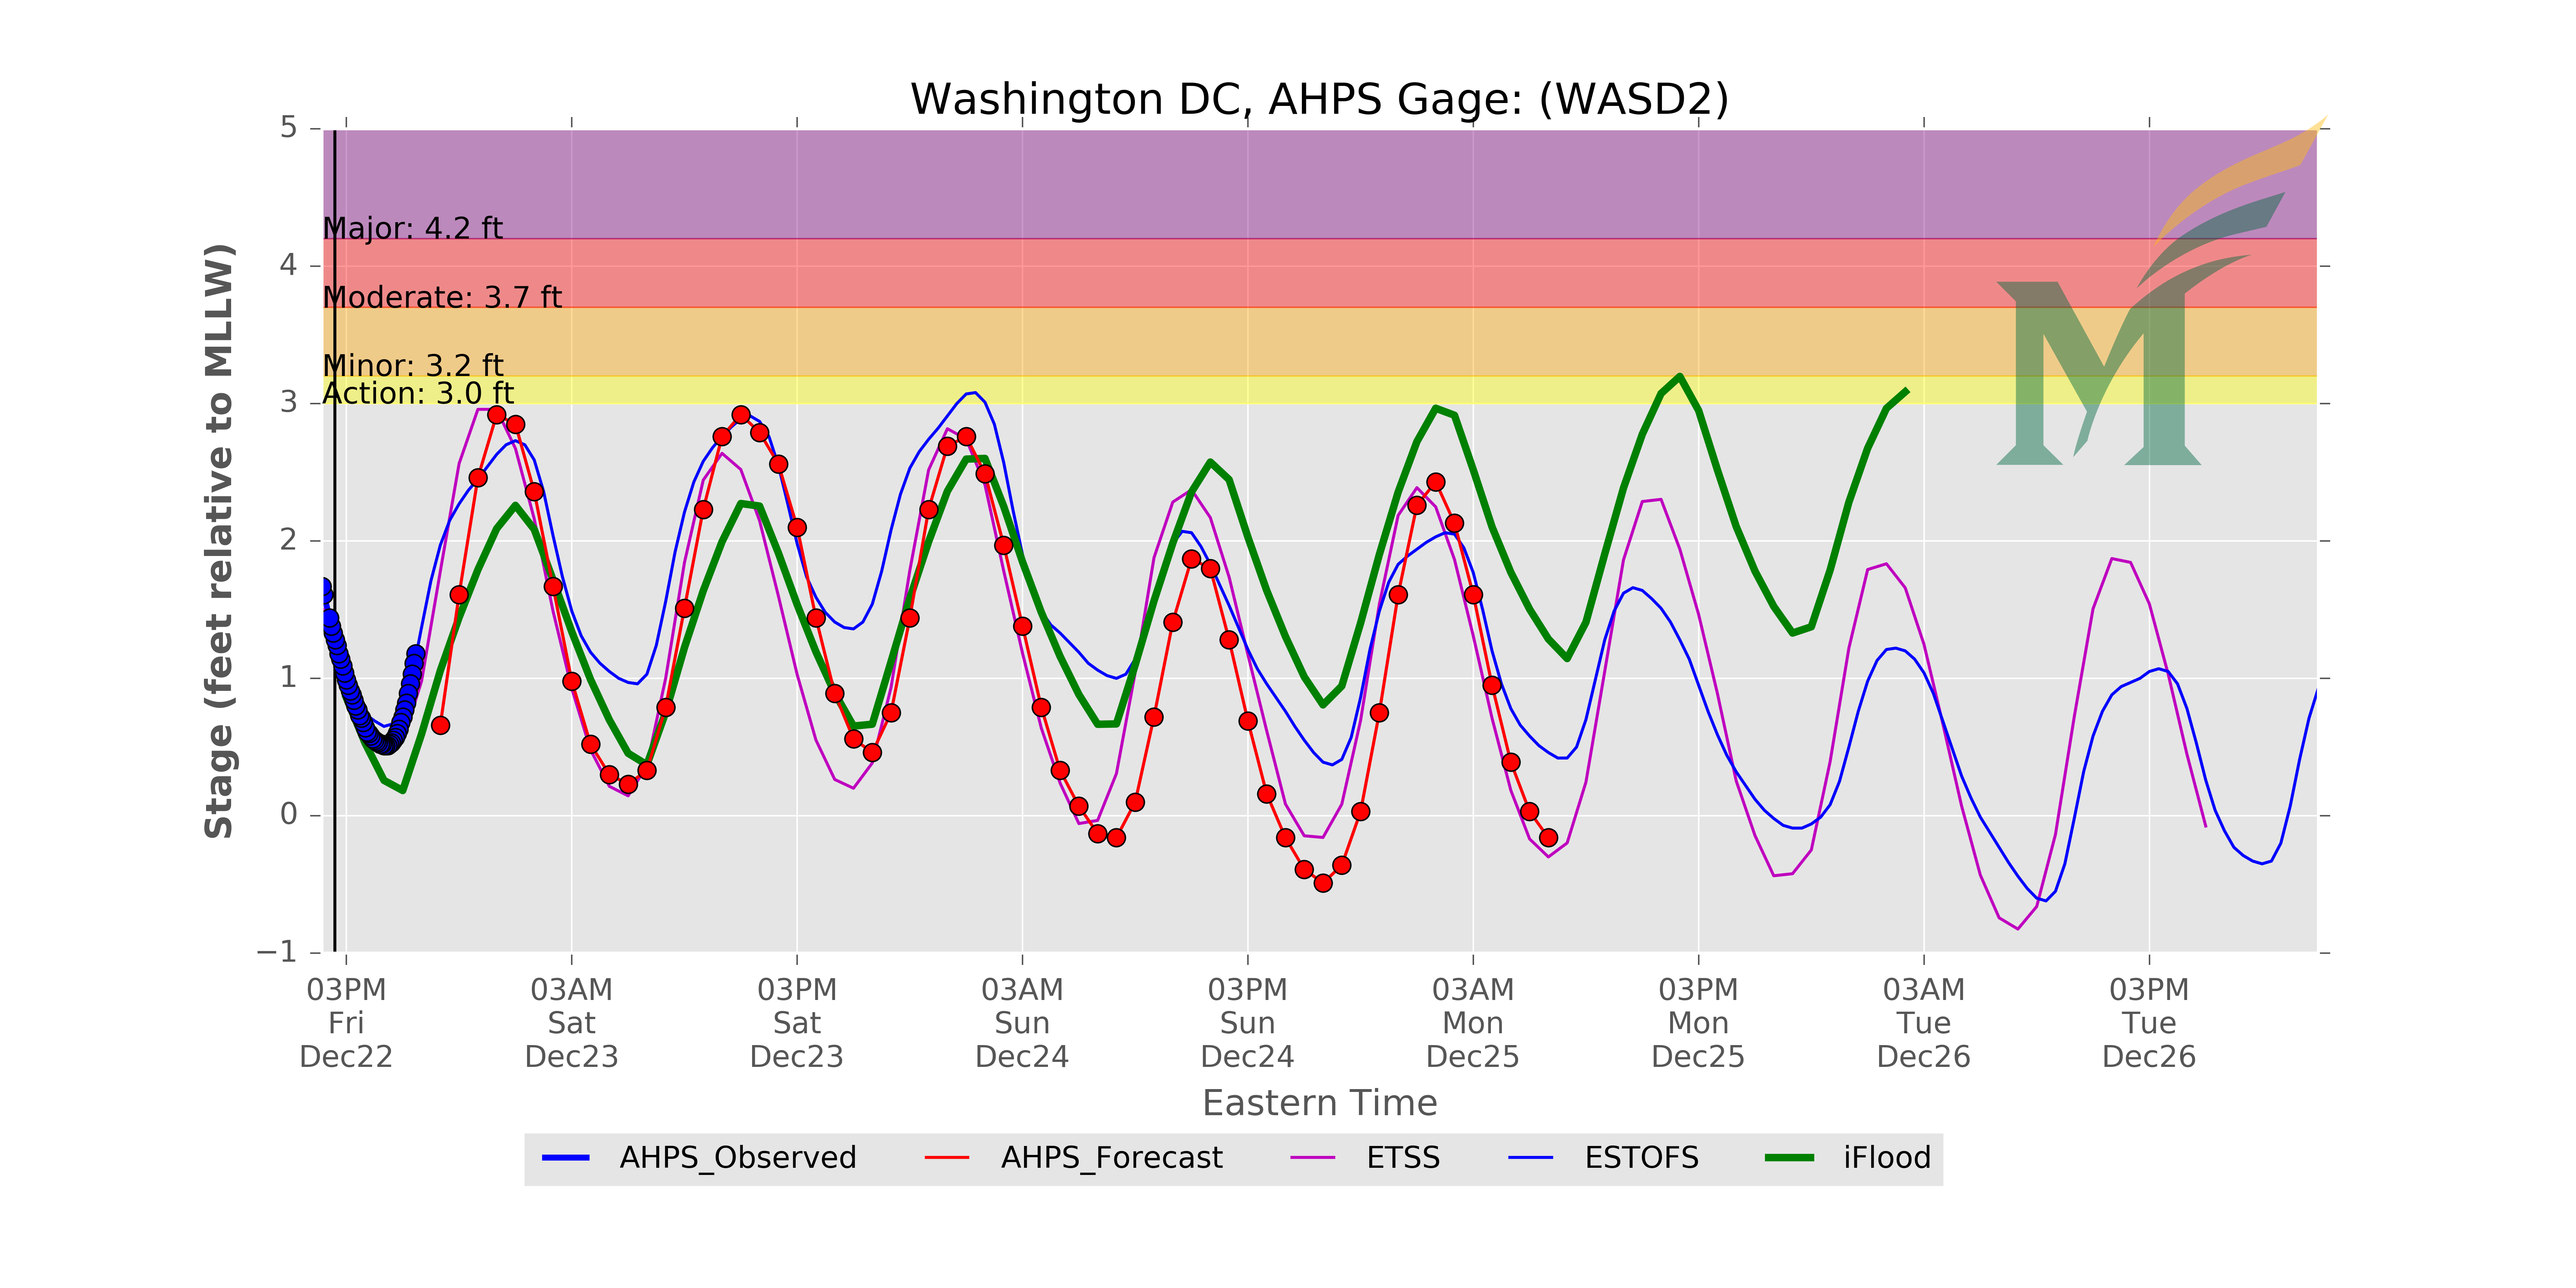 Washington DC, AHPS Gage: (WASD2)
5
4
3
2
1
0
−1
Stage (feet relative to MLLW)
Major: 4.2 ft
Moderate: 3.7 ft
Minor: 3.2 ft
Action: 3.0 ft
M
03PM 03AM 03PM 03AM 03PM 03AM 03PM 03AM 03PM
Fri Sat Sat Sun Sun Mon Mon Tue Tue
Dec22 Dec23 Dec23 Dec24 Dec24 Dec25 Dec25 Dec26 Dec26
Eastern Time
AHPS_Observed AHPS_Forecast ETSS ESTOFS iFlood